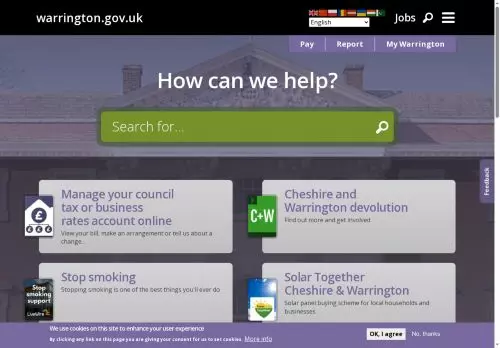 warrington.gov.uk
English
Jobs
Pay
Report
My Warrington
How can we help?
Search for...
Feedback
Manage your council
tax or business
rates account online
View your bill, make an arrangement or tell us about a
change.
Cheshire and
Warrington devolution
Find out more and get involved
C+W
Stop smoking
Stopping smoking is one of the best things you'll ever do
Stop
smoking
support
LiveWire
Solar Together
Cheshire & Warrington
Solar panel buying scheme for local households and
businesses
We use cookies on this site to enhance your user experience
By clicking any link on this page you are giving your consent for us to set cookies. More info
OK, I agree
No, thanks